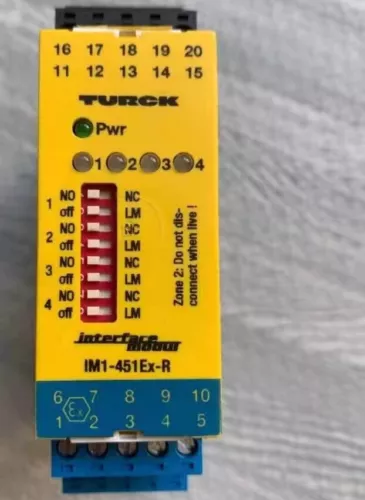 16 17 18 19 20
11 12 13 14 15
TURCK
Pwr
1 2 3 4
1 NO NC
off LM
2 NO NC
off LM
3 NO NC
off LM
4 NO NC
off LM
Zone 2: Do not dis-
connect when live !
interface
modul
IM1-451Ex-R
6 7 8 9 10
Ex
1 2 3 4 5